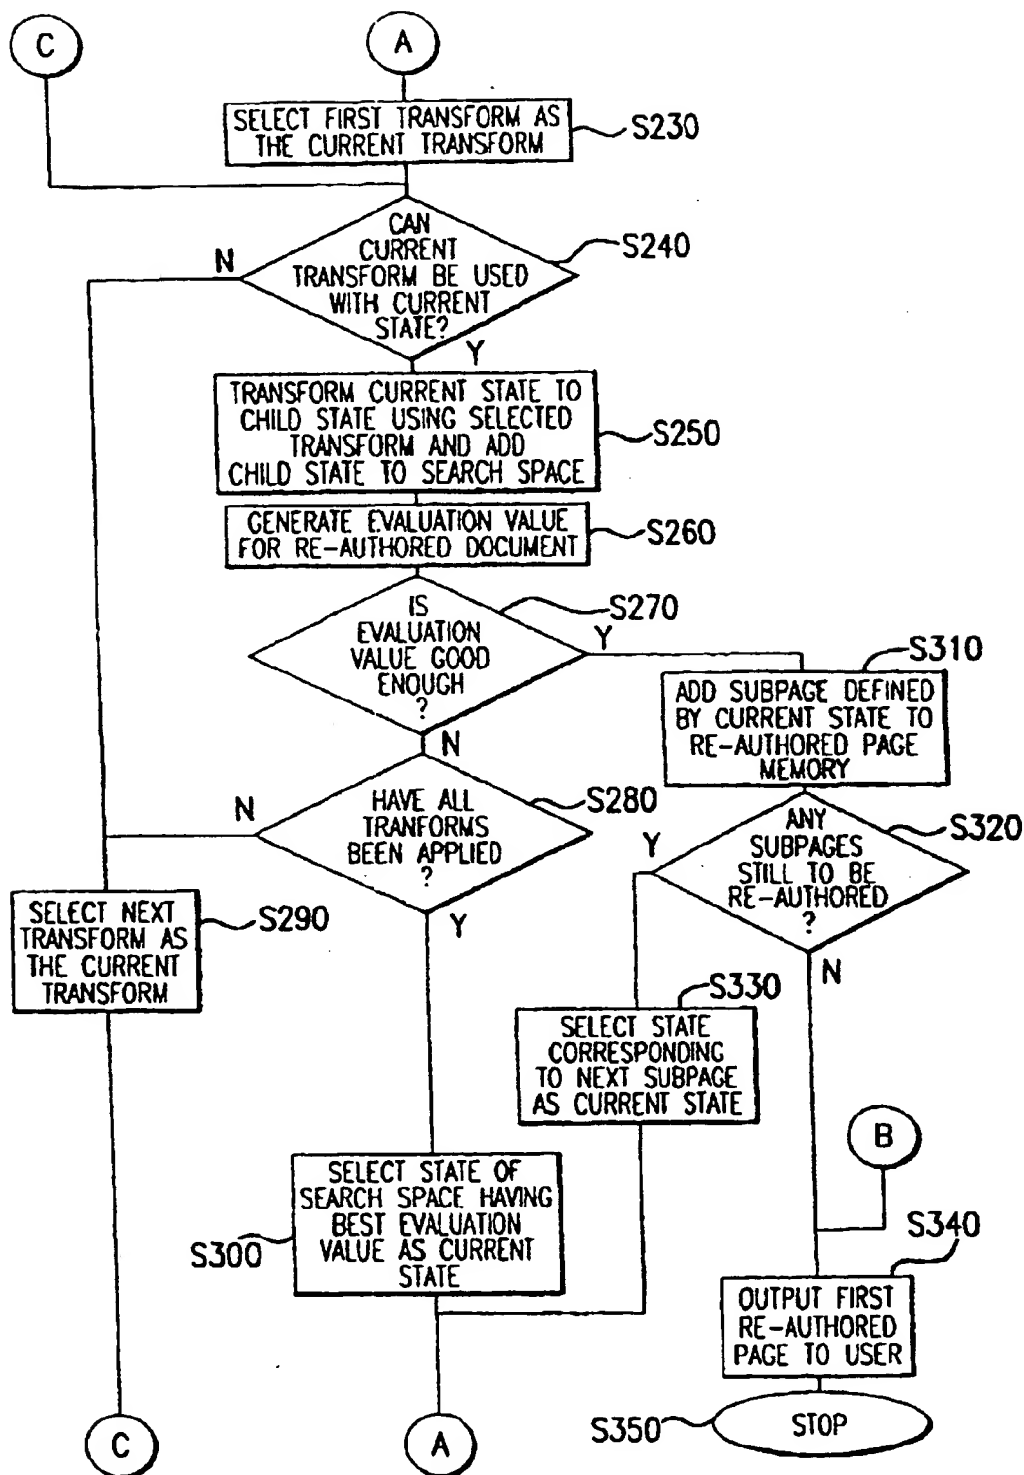 C
A
SELECT FIRST TRANSFORM AS
THE CURRENT TRANSFORM
S230
CAN
CURRENT
TRANSFORM BE USED
WITH CURRENT
STATE?
S240
N
Y
TRANSFORM CURRENT STATE TO
CHILD STATE USING SELECTED
TRANSFORM AND ADD
CHILD STATE TO SEARCH SPACE
S250
GENERATE EVALUATION VALUE
FOR RE-AUTHORED DOCUMENT
S260
IS
EVALUATION
VALUE GOOD
ENOUGH
?
S270
Y
N
S310
ADD SUBPAGE DEFINED
BY CURRENT STATE TO
RE-AUTHORED PAGE
MEMORY
HAVE ALL
TRANFORMS
BEEN APPLIED
?
S280
N
Y
ANY
SUBPAGES
STILL TO BE
RE-AUTHORED
?
S320
Y
N
SELECT NEXT
TRANSFORM AS
THE CURRENT
TRANSFORM
S290
S330
SELECT STATE
CORRESPONDING
TO NEXT SUBPAGE
AS CURRENT STATE
B
SELECT STATE OF
SEARCH SPACE HAVING
BEST EVALUATION
VALUE AS CURRENT
STATE
S300
S340
OUTPUT FIRST
RE-AUTHORED
PAGE TO USER
S350
STOP
C
A